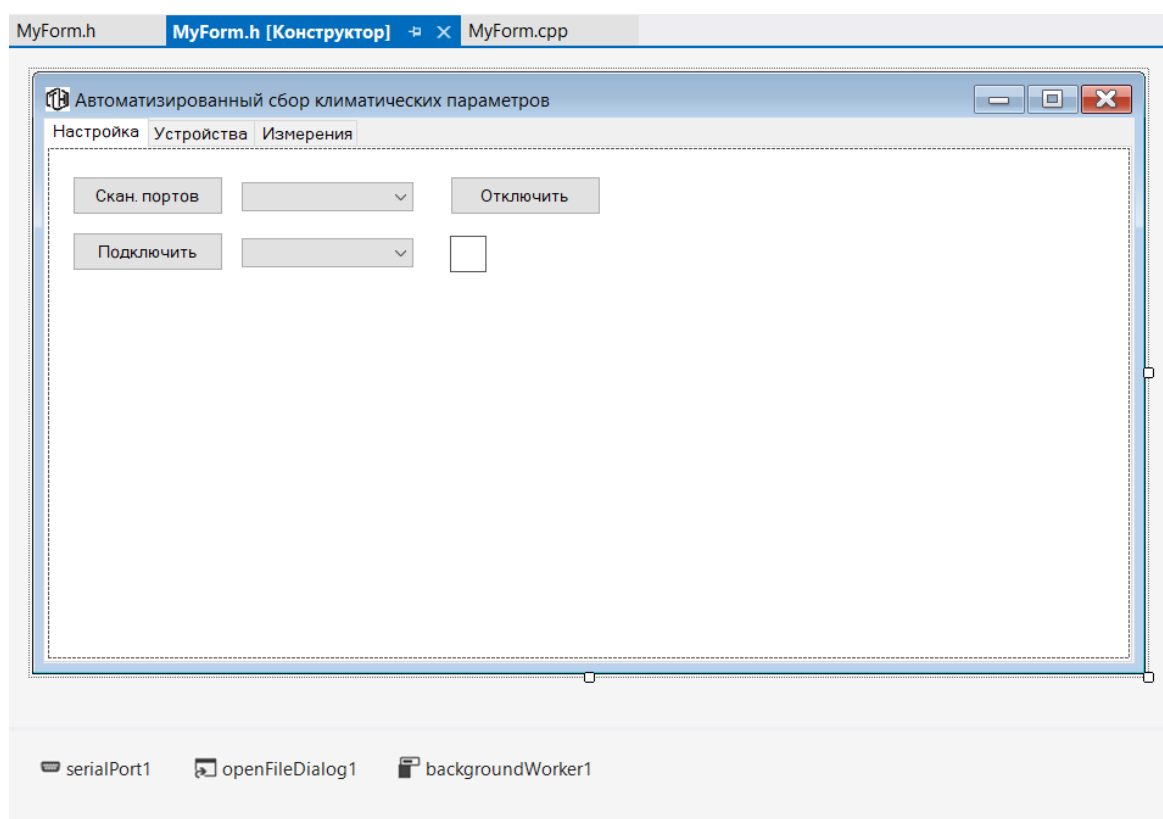 MyForm.h MyForm.h [Конструктор] MyForm.cpp
Автоматизированный сбор климатических параметров
Настройка Устройства Измерения
Скан. портов Отключить
Подключить
serialPort1 openFileDialog1 backgroundWorker1